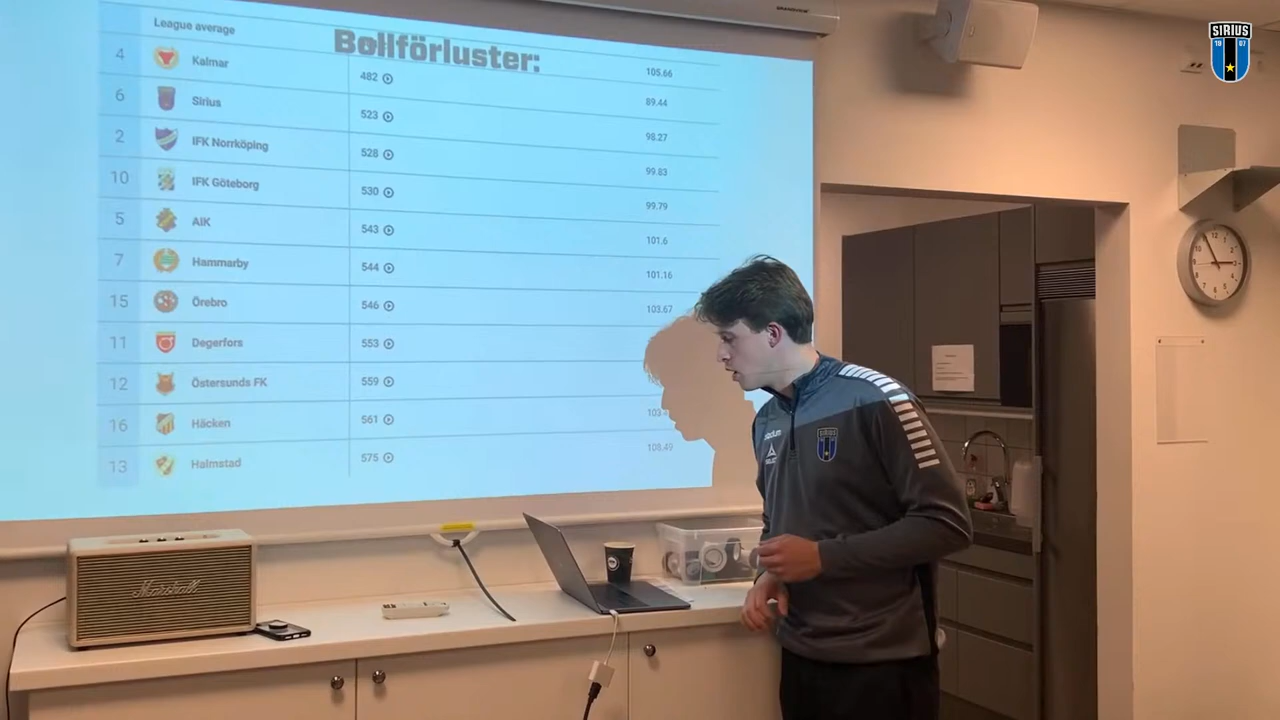 League average
Bollförluster:
4 Kalmar 482 105.66
6 Sirius 523 89.44
2 IFK Norrköping 528 98.27
10 IFK Göteborg 530 99.83
5 AIK 543 99.79
7 Hammarby 544 101.6
15 Örebro 546 101.16
11 Degerfors 553 103.67
12 Östersunds FK 559
16 Häcken 561 103
13 Halmstad 575 108.49
SIRIUS
1907
SIRIUS
Marshall